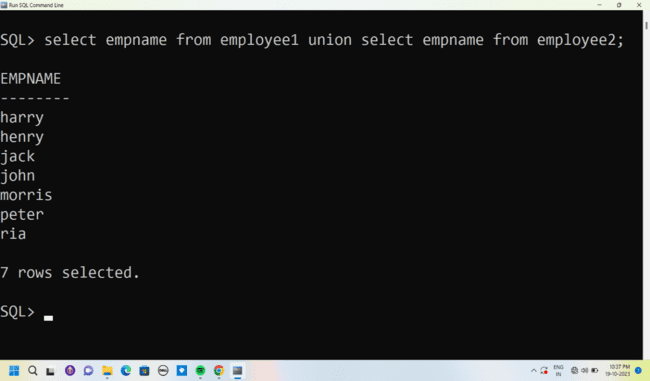 Run SQL Command Line
SQL> select empname from employee1 union select empname from employee2;
EMPNAME
--------
harry
henry
jack
john
morris
peter
ria
7 rows selected.
SQL>
ENG
IN
10:37 PM
19-10-2023